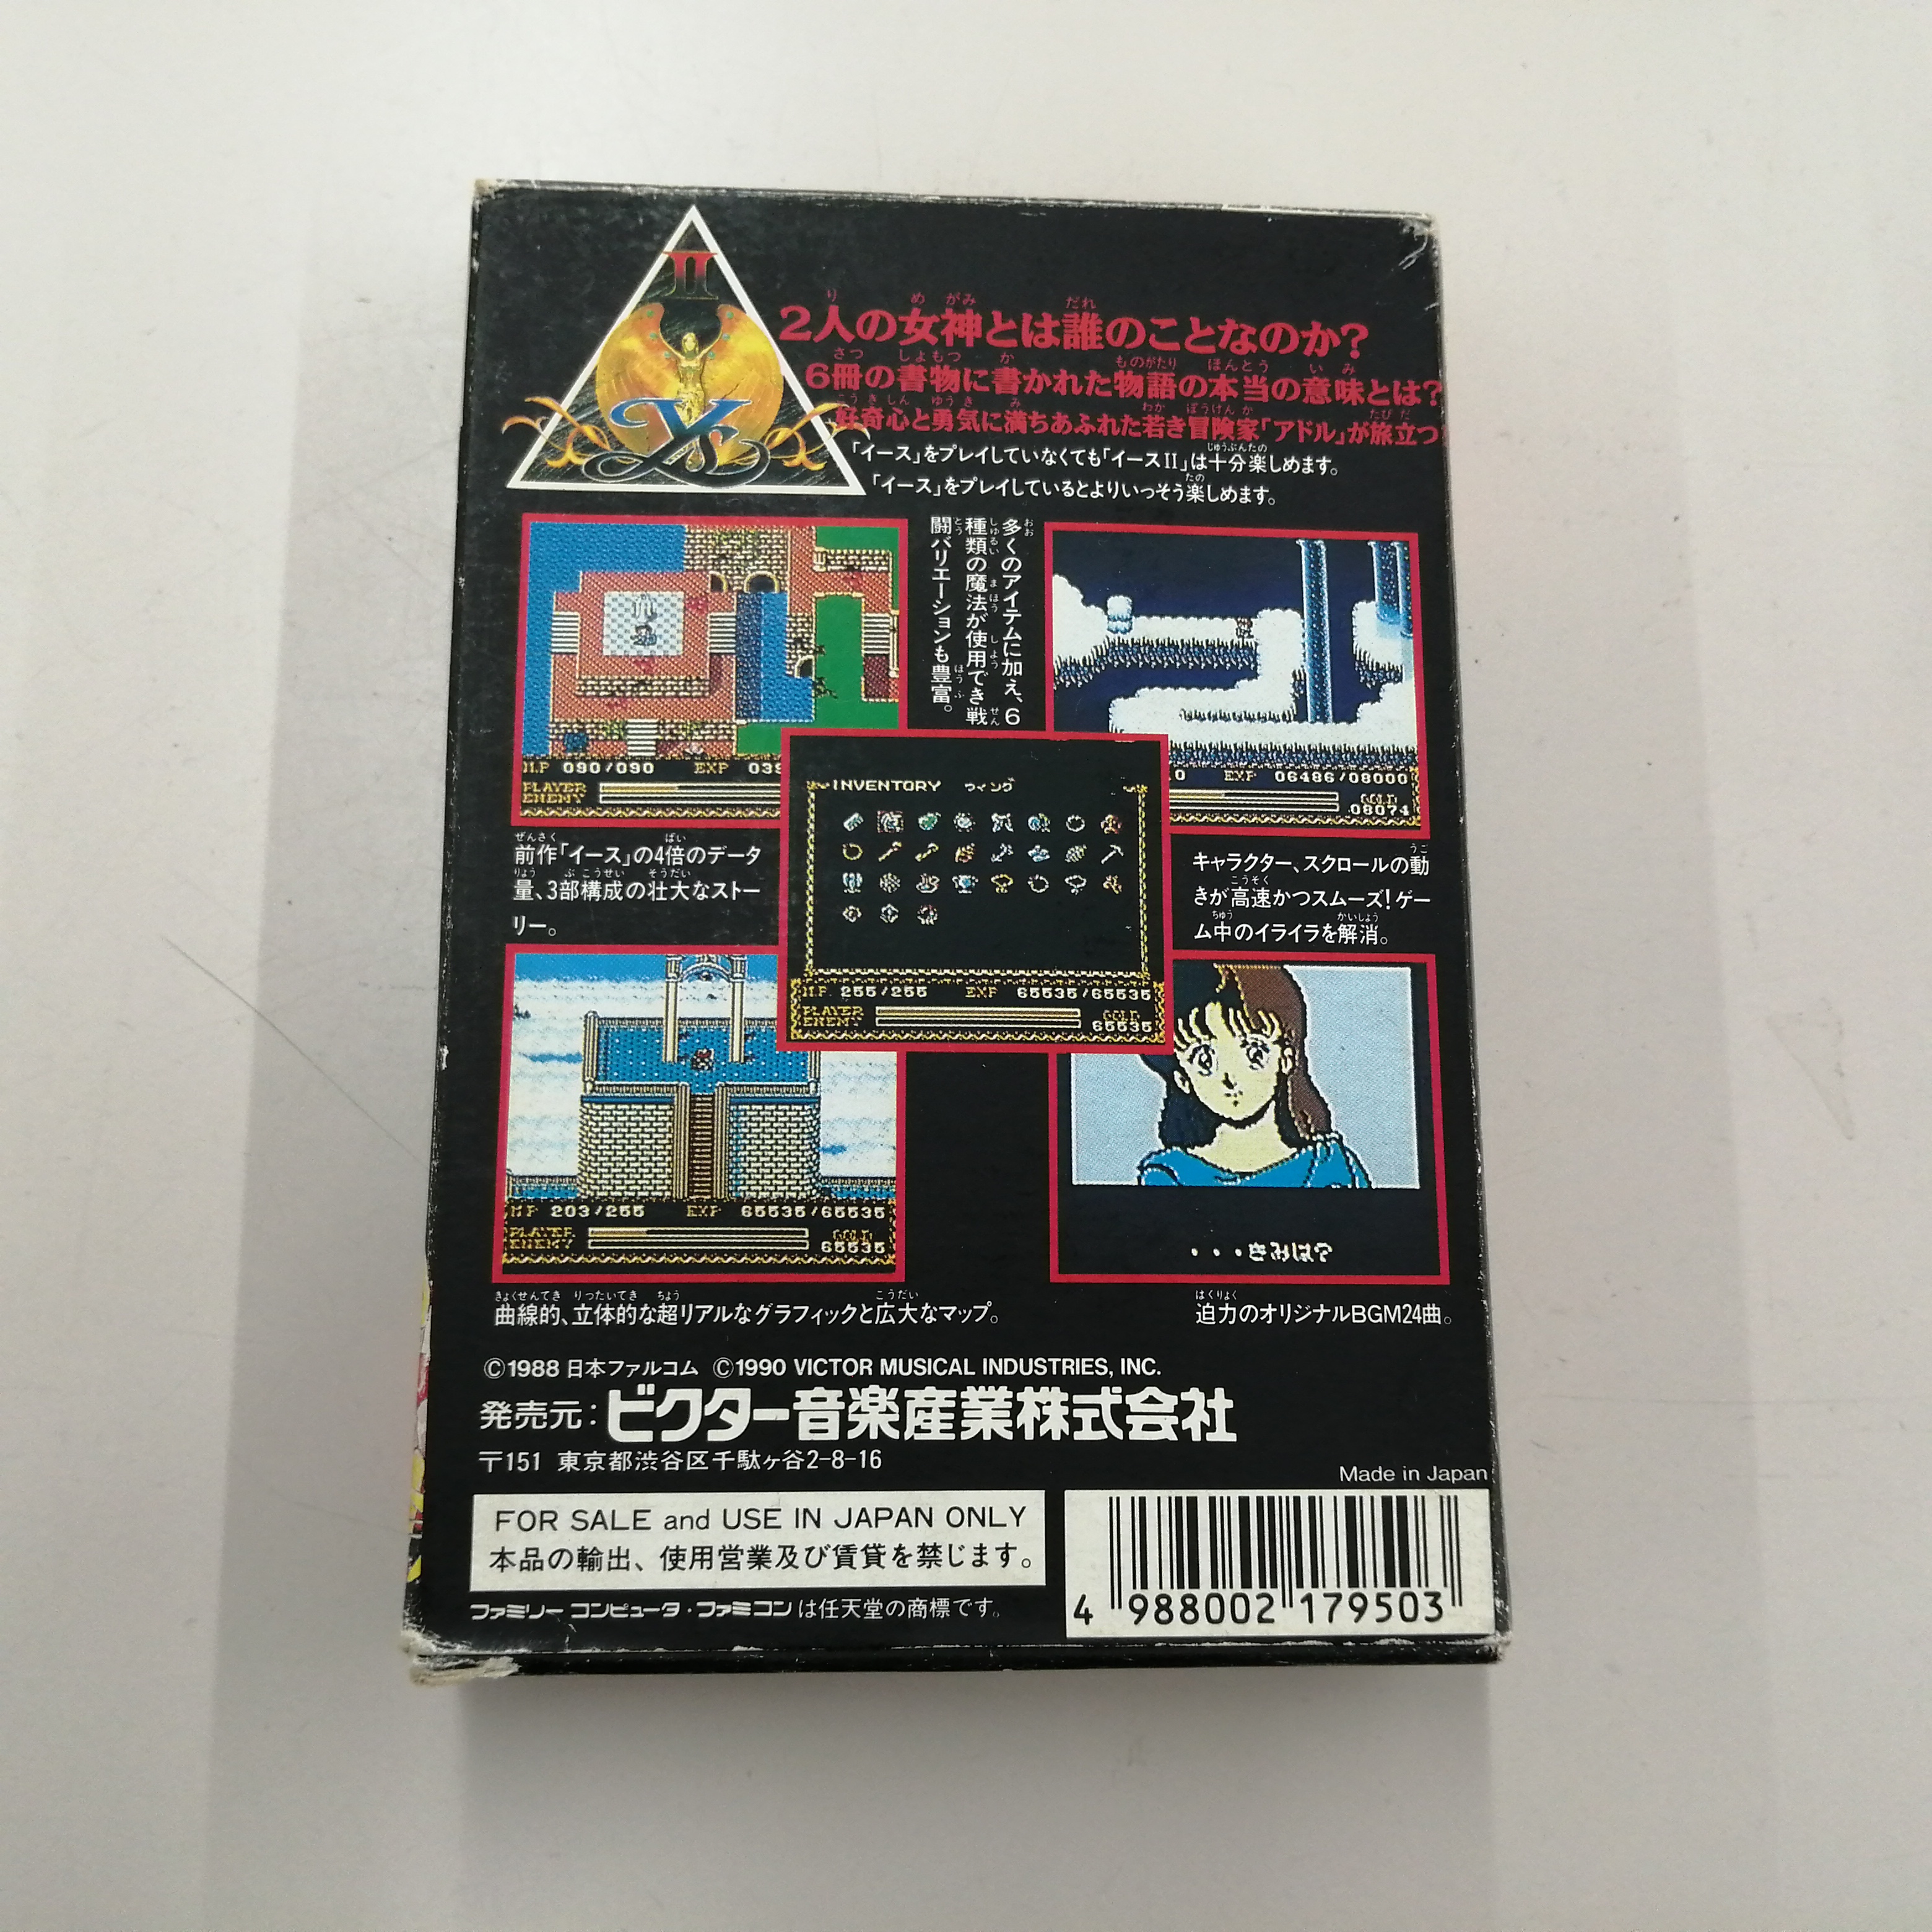 II
Ys
2人の女神とは誰のことなのか?
6冊の書物に書かれた物語の本当の意味とは?
好奇心と勇気に満ちあふれた若き冒険家「アドル」が旅立つ
「イース」をプレイしていなくても「イースII」は十分楽しめます。
「イース」をプレイしているとよりいっそう楽しめます。
多くのアイテムに加え、6
種類の魔法が使用でき戦
闘バリエーションも豊富。
M.P 090/090 EXP 039
PLAYER
ENEMY
0 EXP 06486/08000
GOLD
08074
INVENTORY ウィング
M.P. 255/255 EXP 65535/65535
PLAYER GOLD
ENEMY 65535
前作「イース」の4倍のデータ
量、3部構成の壮大なストー
リー。
キャラクター、スクロールの動
きが高速かつスムーズ!ゲー
ム中のイライラを解消。
M.P 203/255 EXP 65535/65535
PLAYER GOLD
ENEMY 65535
・・・きみは?
曲線的、立体的な超リアルなグラフィックと広大なマップ。
迫力のオリジナルBGM24曲。
©1988 日本ファルコム ©1990 VICTOR MUSICAL INDUSTRIES, INC.
発売元:ビクター音楽産業株式会社
〒151 東京都渋谷区千駄ヶ谷2-8-16
Made in Japan
FOR SALE and USE IN JAPAN ONLY
本品の輸出、使用営業及び賃貸を禁じます。
ファミリーコンピュータ・ファミコンは任天堂の商標です。
4 988002 179503